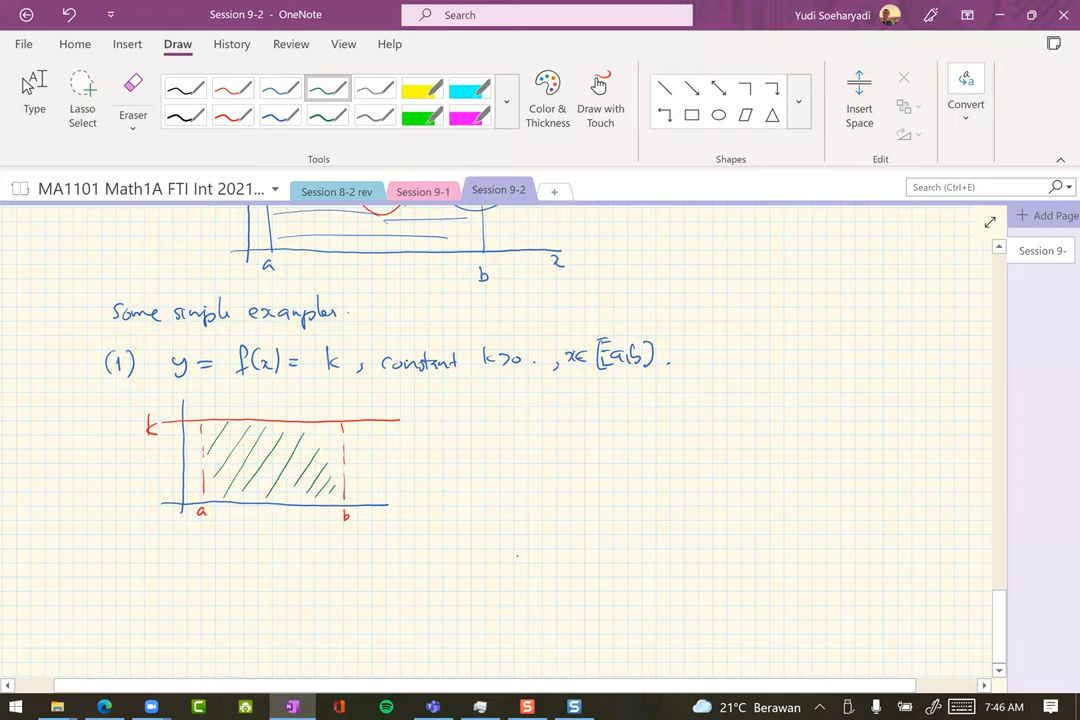 Session 9-2 - OneNote
Search
Yudi Soeharyadi
File Home Insert Draw History Review View Help
Type
Lasso Select
Eraser
Color & Thickness
Draw with Touch
Insert Space
Convert
Tools
Shapes
Edit
MA1101 Math1A FTI Int 2021...
Session 8-2 rev
Session 9-1
Session 9-2
Search (Ctrl+E)
Add Page
Session 9-
a b x
Some simple examples.
(1) y = f(x) = k , constant k>0 . , x∈ [a,b] .
k
a b
21°C Berawan
7:46 AM